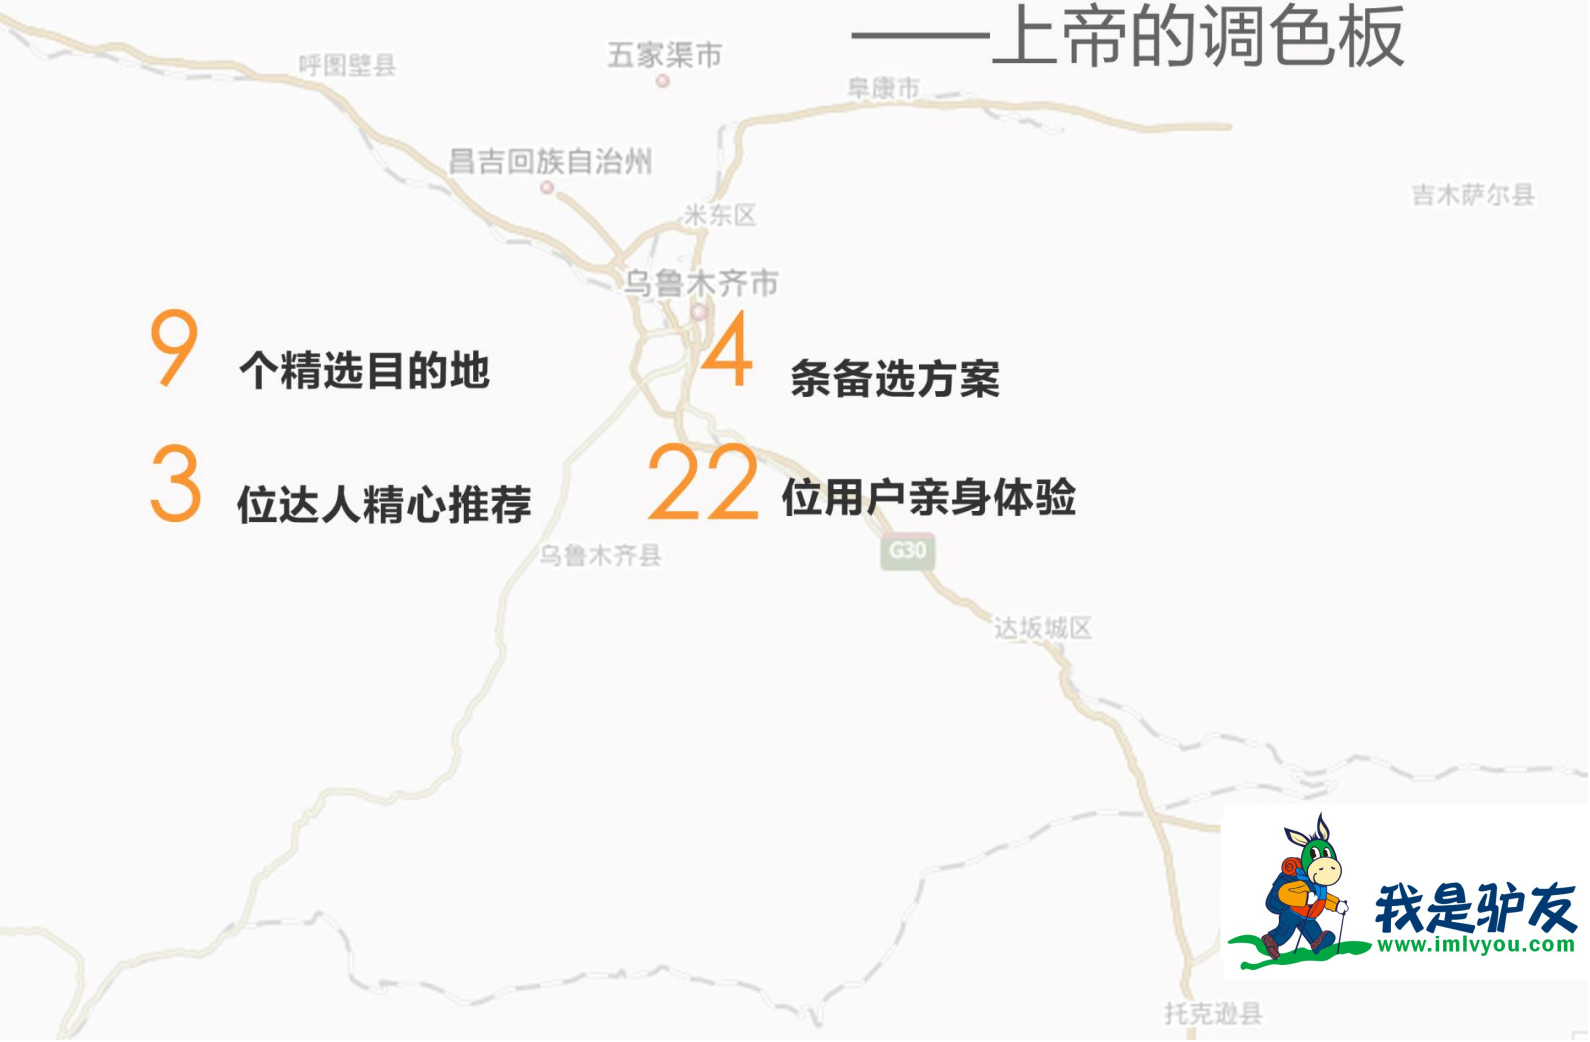 ——上帝的调色板
五家渠市
呼图壁县
阜康市
昌吉回族自治州
吉木萨尔县
米东区
乌鲁木齐市
9 个精选目的地
4 条备选方案
3 位达人精心推荐
22 位用户亲身体验
G30
乌鲁木齐县
达坂城区
我是驴友
www.imlvyou.com
托克逊县